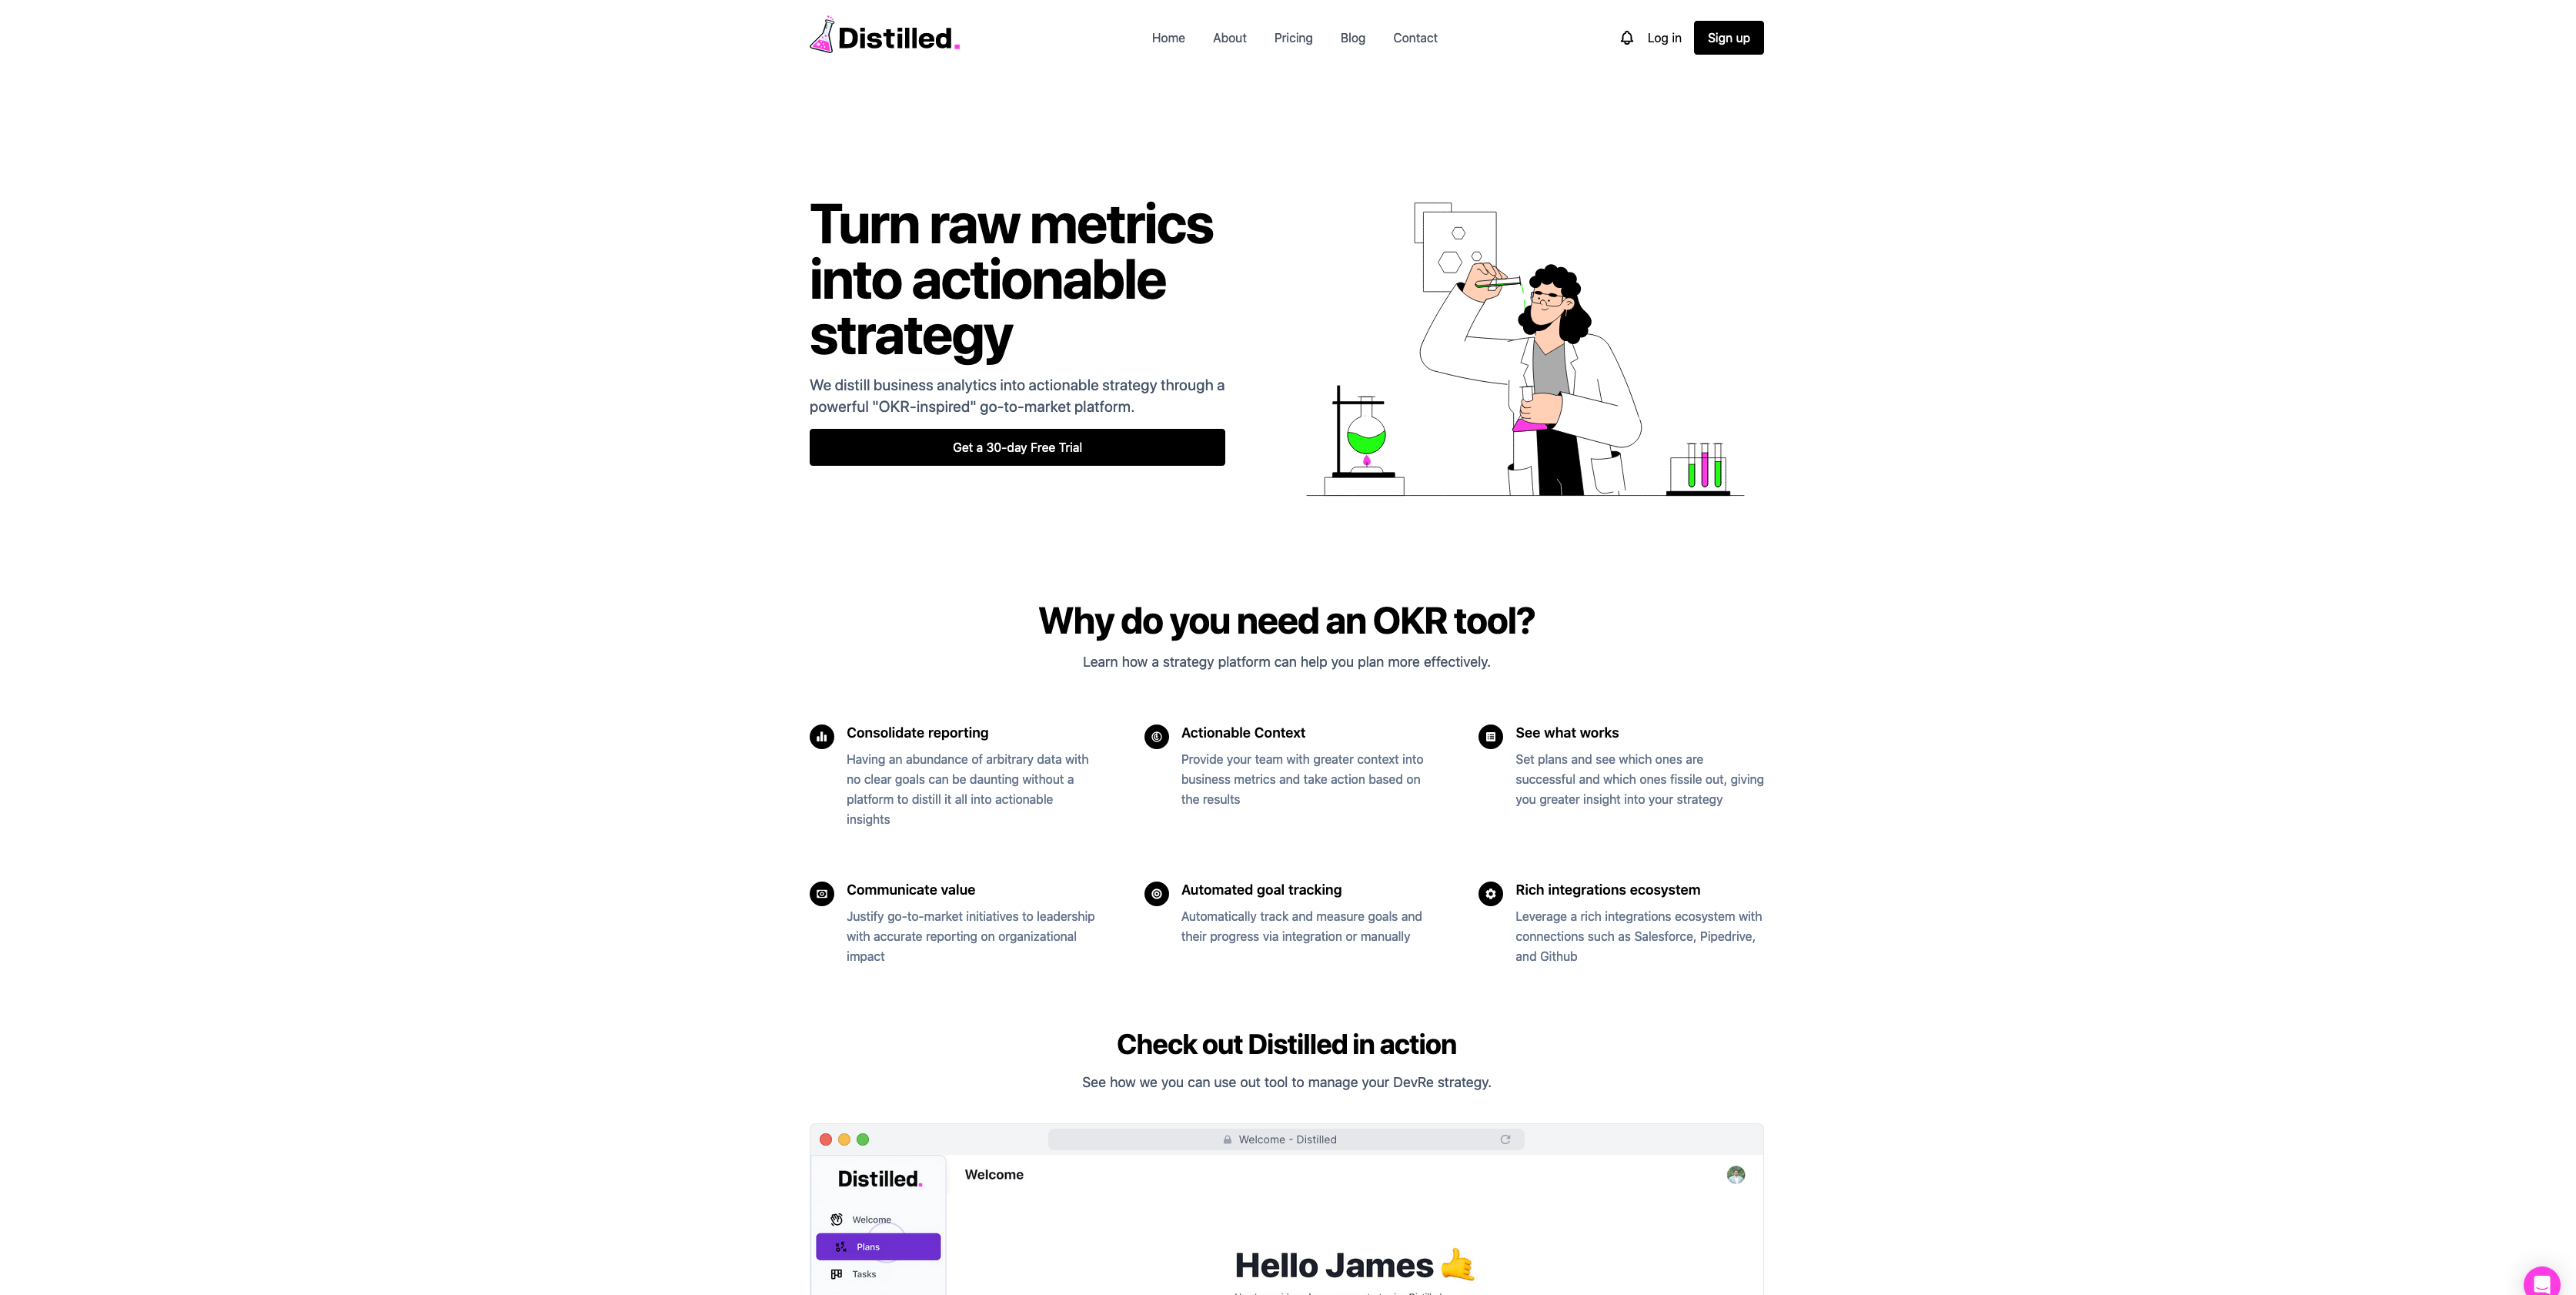 Distilled.
Home About Pricing Blog Contact
Log in Sign up
Turn raw metrics
into actionable
strategy
We distill business analytics into actionable strategy through a
powerful "OKR-inspired" go-to-market platform.
Get a 30-day Free Trial
Why do you need an OKR tool?
Learn how a strategy platform can help you plan more effectively.
Consolidate reporting
Having an abundance of arbitrary data with
no clear goals can be daunting without a
platform to distill it all into actionable
insights
Actionable Context
Provide your team with greater context into
business metrics and take action based on
the results
See what works
Set plans and see which ones are
successful and which ones fissile out, giving
you greater insight into your strategy
Communicate value
Justify go-to-market initiatives to leadership
with accurate reporting on organizational
impact
Automated goal tracking
Automatically track and measure goals and
their progress via integration or manually
Rich integrations ecosystem
Leverage a rich integrations ecosystem with
connections such as Salesforce, Pipedrive,
and Github
Check out Distilled in action
See how we you can use out tool to manage your DevRe strategy.
Welcome - Distilled
Distilled.
Welcome
Welcome
Plans
Tasks
Hello James 🤙